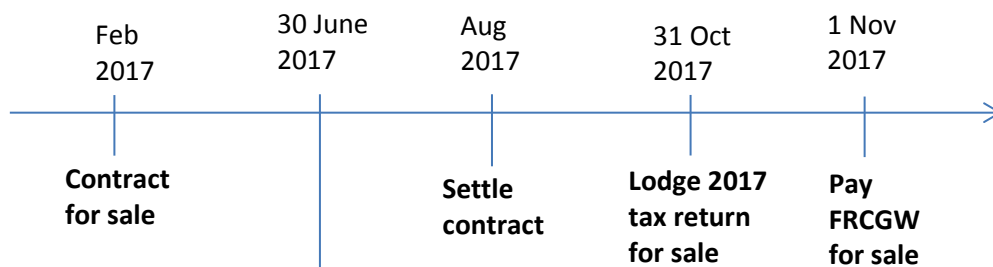 Feb
2017
30 June
2017
Aug
2017
31 Oct
2017
1 Nov
2017
Contract
for sale
Settle
contract
Lodge 2017
tax return
for sale
Pay
FRCGW
for sale